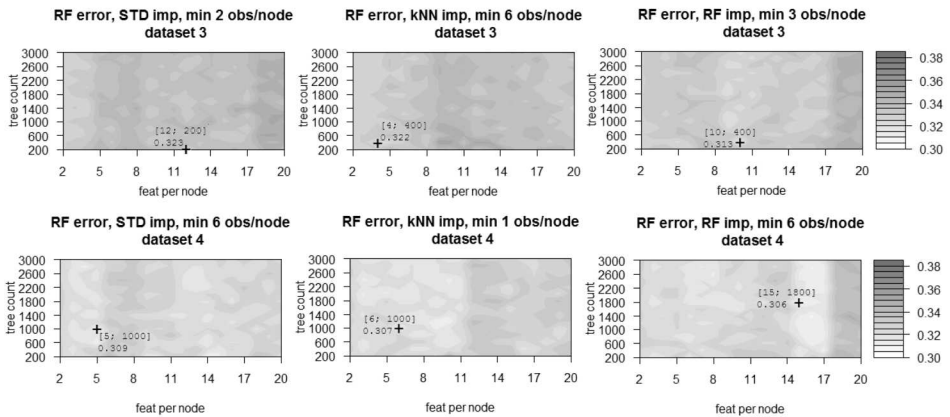 RF error, STD imp, min 2 obs/node
dataset 3
tree count
3000
2600
2200
1800
1400
1000
600
200
[12; 200]
0.323
2 5 8 11 14 17 20
feat per node
RF error, kNN imp, min 6 obs/node
dataset 3
tree count
3000
2600
2200
1800
1400
1000
600
200
[4; 400]
0.322
2 5 8 11 14 17 20
feat per node
RF error, RF imp, min 3 obs/node
dataset 3
tree count
3000
2600
2200
1800
1400
1000
600
200
[10; 400]
0.313
2 5 8 11 14 17 20
feat per node
0.38
0.36
0.34
0.32
0.30
RF error, STD imp, min 6 obs/node
dataset 4
tree count
3000
2600
2200
1800
1400
1000
600
200
[5; 1000]
0.309
2 5 8 11 14 17 20
feat per node
RF error, kNN imp, min 1 obs/node
dataset 4
tree count
3000
2600
2200
1800
1400
1000
600
200
[6; 1000]
0.307
2 5 8 11 14 17 20
feat per node
RF error, RF imp, min 6 obs/node
dataset 4
tree count
3000
2600
2200
1800
1400
1000
600
200
[15; 1800]
0.306
2 5 8 11 14 17 20
feat per node
0.38
0.36
0.34
0.32
0.30